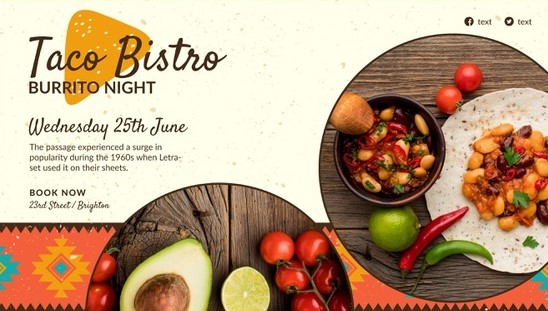 text text
Taco Bistro
BURRITO NIGHT
Wednesday 25th June
The passage experienced a surge in
popularity during the 1960s when Letra-
set used it on their sheets.
BOOK NOW
23rd Street / Brighton